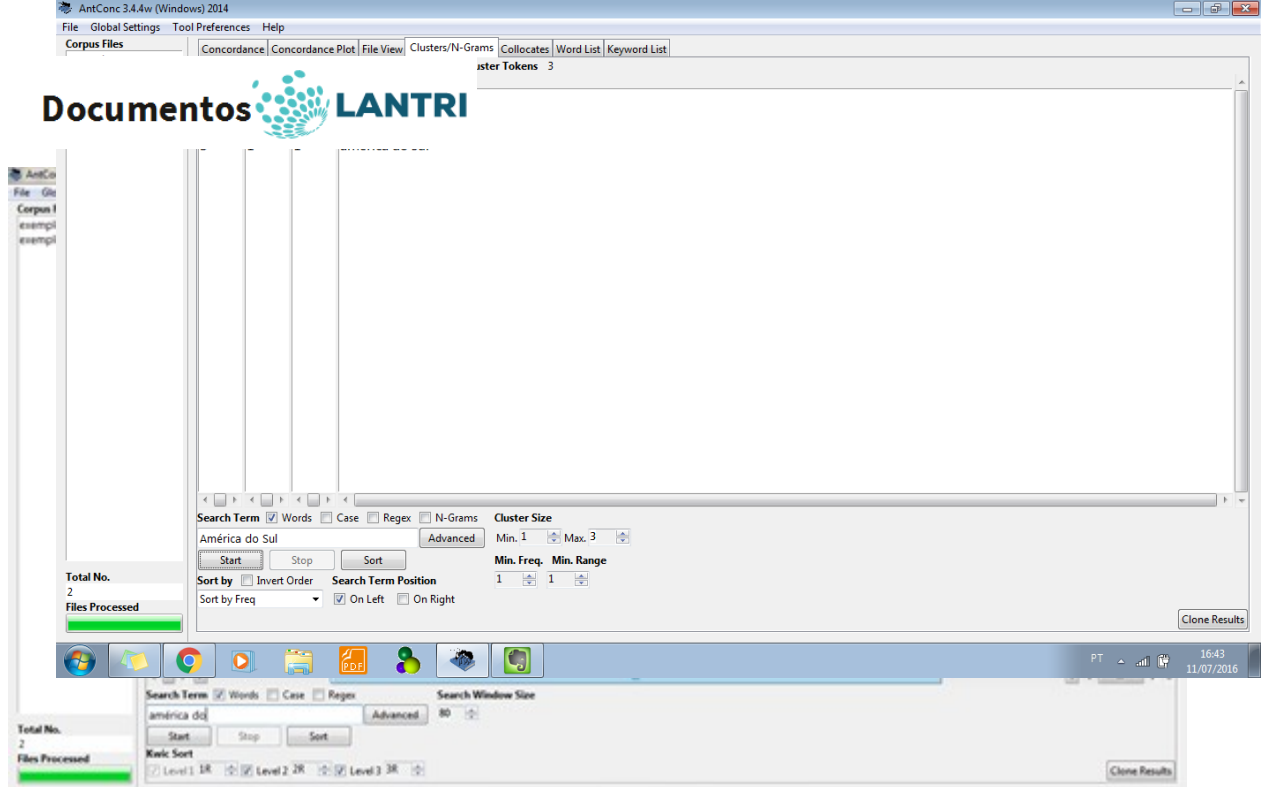 AntConc 3.4.4w (Windows) 2014
File Global Settings Tool Preferences Help
Corpus Files
Concordance Concordance Plot File View Clusters/N-Grams Collocates Word List Keyword List
Tokens 3
Documentos LANTRI
AntCo
File Glo
Corpus F
exempl
exempl
Search Term Words Case Regex N-Grams Cluster Size
América do Sul Advanced Min. 1 Max. 3
Start Stop Sort Min. Freq. Min. Range
Total No. Sort by Invert Order Search Term Position 1 1
2
Files Processed Sort by Freq On Left On Right
Clone Results
PDF PT 16:43
11/07/2016
Search Term Words Case Regex Search Window Size
américa do Advanced 80
Total No. Start Stop Sort
2
Files Processed Kwic Sort
Level 1 1R Level 2 2R Level 3 3R Clone Results